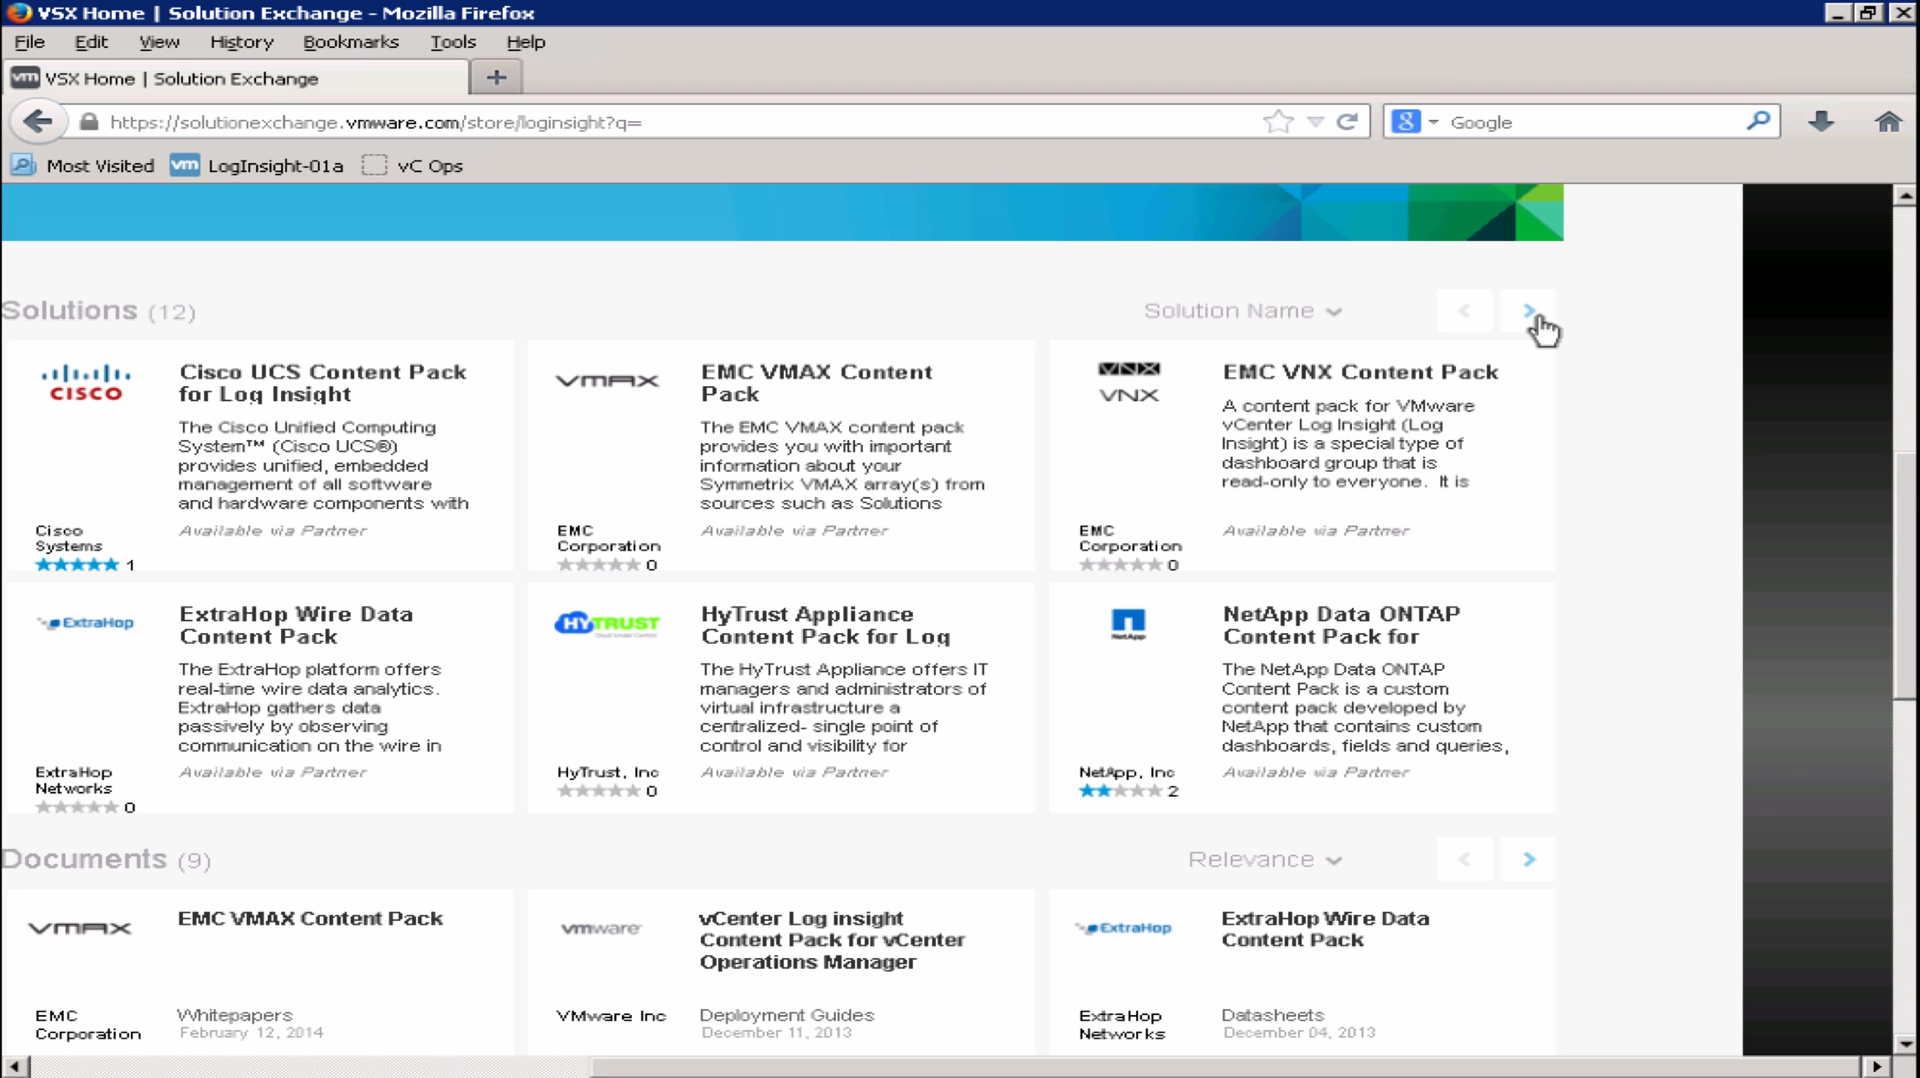 VSX Home | Solution Exchange - Mozilla Firefox
File Edit View History Bookmarks Tools Help
vm VSX Home | Solution Exchange
https://solutionexchange.vmware.com/store/loginsight?q=
8 Google
Most Visited vm LogInsight-01a vC Ops
Solutions (12)
Solution Name
CISCO
Cisco UCS Content Pack
for Log Insight
The Cisco Unified Computing
System™ (Cisco UCS®)
provides unified, embedded
management of all software
and hardware components with
Cisco
Systems
1
Available via Partner
VMAX
EMC VMAX Content
Pack
The EMC VMAX content pack
provides you with important
information about your
Symmetrix VMAX array(s) from
sources such as Solutions
EMC
Corporation
0
Available via Partner
VNX
VNX
EMC VNX Content Pack
A content pack for VMware
vCenter Log Insight (Log
Insight) is a special type of
dashboard group that is
read-only to everyone. It is
EMC
Corporation
0
Available via Partner
ExtraHop
ExtraHop Wire Data
Content Pack
The ExtraHop platform offers
real-time wire data analytics.
ExtraHop gathers data
passively by observing
communication on the wire in
ExtraHop
Networks
0
Available via Partner
HYTRUST
HyTrust Appliance
Content Pack for Log
The HyTrust Appliance offers IT
managers and administrators of
virtual infrastructure a
centralized- single point of
control and visibility for
HyTrust, Inc
0
Available via Partner
NetApp
NetApp Data ONTAP
Content Pack for
The NetApp Data ONTAP
Content Pack is a custom
content pack developed by
NetApp that contains custom
dashboards, fields and queries,
NetApp, Inc
2
Available via Partner
Documents (9)
Relevance
VMAX
EMC VMAX Content Pack
EMC
Corporation
Whitepapers
February 12, 2014
vmware
vCenter Log insight
Content Pack for vCenter
Operations Manager
VMware Inc
Deployment Guides
December 11, 2013
ExtraHop
ExtraHop Wire Data
Content Pack
ExtraHop
Networks
Datasheets
December 04, 2013